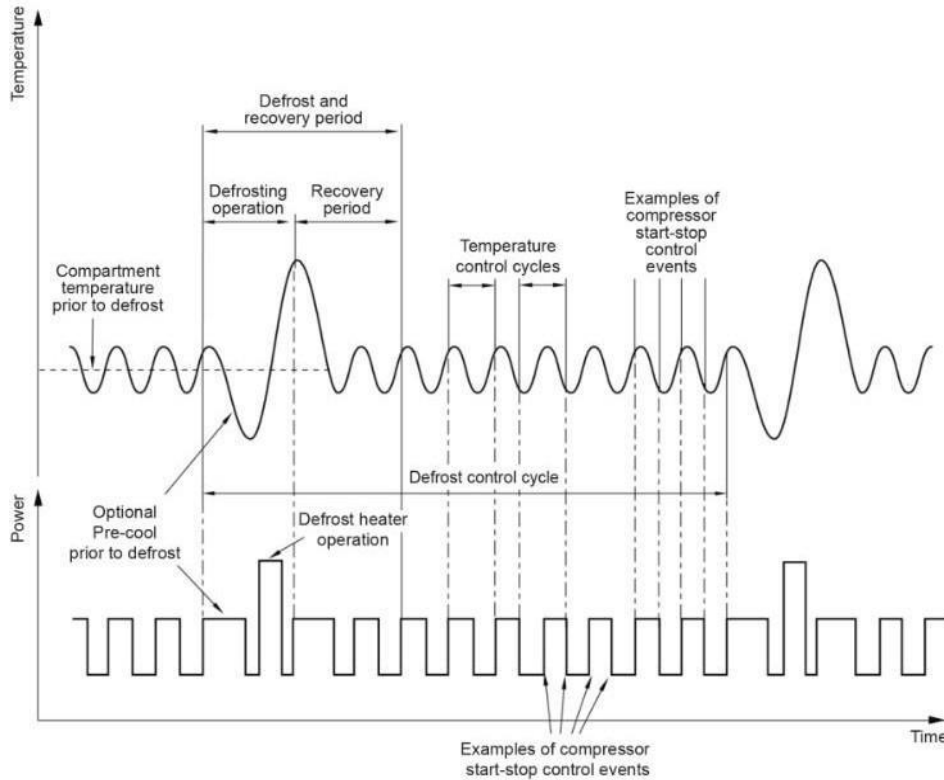 Temperature
Defrost and
recovery period
Defrosting
operation
Recovery
period
Examples of
compressor
start-stop
control
events
Temperature
control cycles
Compartment
temperature
prior to defrost
Defrost control cycle
Power
Optional
Pre-cool
prior to defrost
Defrost heater
operation
Time
Examples of compressor
start-stop control events